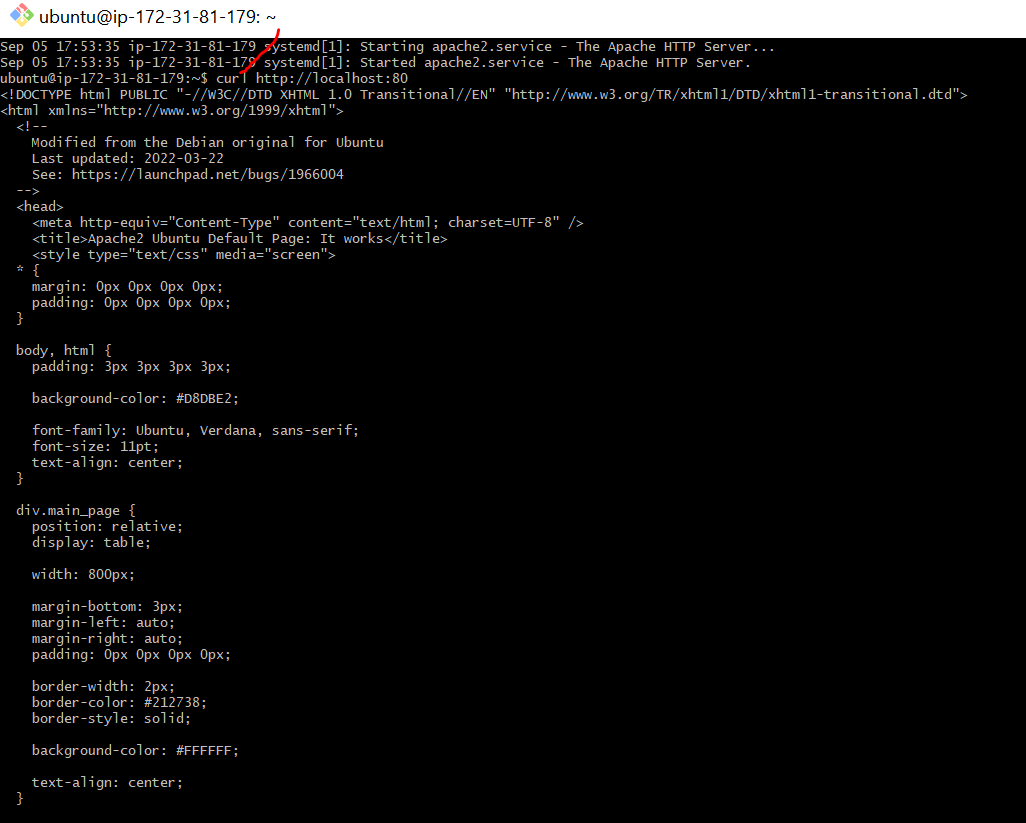 ubuntu@ip-172-31-81-179: ~
Sep 05 17:53:35 ip-172-31-81-179 systemd[1]: Starting apache2.service - The Apache HTTP Server...
Sep 05 17:53:35 ip-172-31-81-179 systemd[1]: Started apache2.service - The Apache HTTP Server.
ubuntu@ip-172-31-81-179:~$ curl http://localhost:80
<!DOCTYPE html PUBLIC "-//W3C//DTD XHTML 1.0 Transitional//EN" "http://www.w3.org/TR/xhtml1/DTD/xhtml1-transitional.dtd">
<html xmlns="http://www.w3.org/1999/xhtml">
  <!--
    Modified from the Debian original for Ubuntu
    Last updated: 2022-03-22
    See: https://launchpad.net/bugs/1966004
  -->
  <head>
    <meta http-equiv="Content-Type" content="text/html; charset=UTF-8" />
    <title>Apache2 Ubuntu Default Page: It works</title>
    <style type="text/css" media="screen">
  * {
    margin: 0px 0px 0px 0px;
    padding: 0px 0px 0px 0px;
  }
  body, html {
    padding: 3px 3px 3px 3px;
    background-color: #D8DBE2;
    font-family: Ubuntu, Verdana, sans-serif;
    font-size: 11pt;
    text-align: center;
  }
  div.main_page {
    position: relative;
    display: table;
    width: 800px;
    margin-bottom: 3px;
    margin-left: auto;
    margin-right: auto;
    padding: 0px 0px 0px 0px;
    border-width: 2px;
    border-color: #212738;
    border-style: solid;
    background-color: #FFFFFF;
    text-align: center;
  }